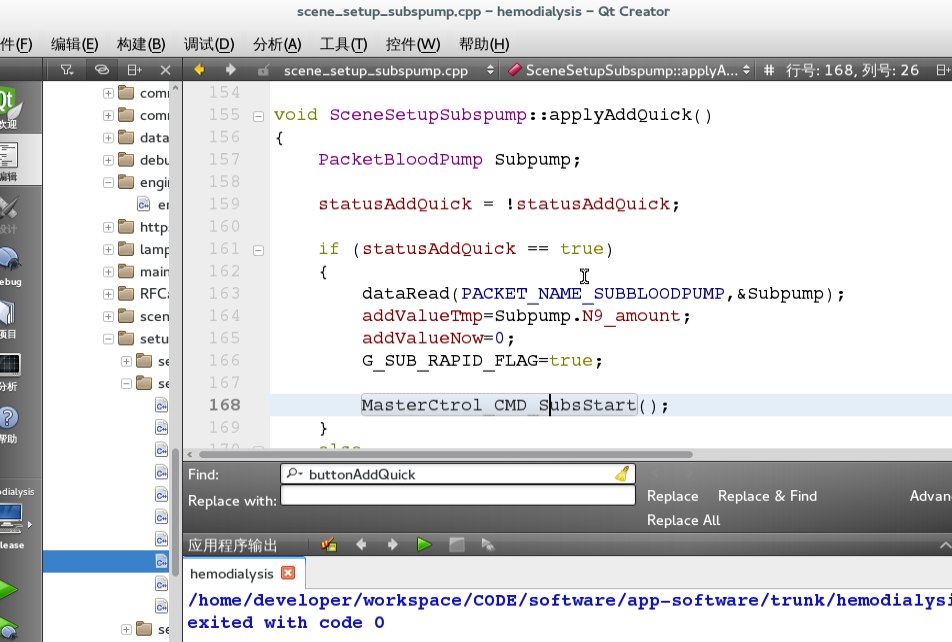 scene_setup_subspump.cpp – hemodialysis – Qt Creator
件(F) 编辑(E) 构建(B) 调试(D) 分析(A) 工具(T) 控件(W) 帮助(H)
scene_setup_subspump.cpp SceneSetupSubspump::applyA... # 行号: 168, 列号: 26
Qt
欢迎
编辑
设计
ebug
项目
分析
帮助
odialysis
lease
comi
comi
data
debu
engi
er
http
lamp
main
RFC
scen
setu
se
se
se
154
155 void SceneSetupSubspump::applyAddQuick()
156 {
157 PacketBloodPump Subpump;
158
159 statusAddQuick = !statusAddQuick;
160
161 if (statusAddQuick == true)
162 {
163 dataRead(PACKET_NAME_SUBBLOODPUMP,&Subpump);
164 addValueTmp=Subpump.N9_amount;
165 addValueNow=0;
166 G_SUB_RAPID_FLAG=true;
167
168 MasterCtrol_CMD_SubsStart();
169 }
170 else
Find: buttonAddQuick
Replace with:
Replace Replace & Find Advan
Replace All
应用程序输出
hemodialysis
/home/developer/workspace/CODE/software/app-software/trunk/hemodialysi
exited with code 0